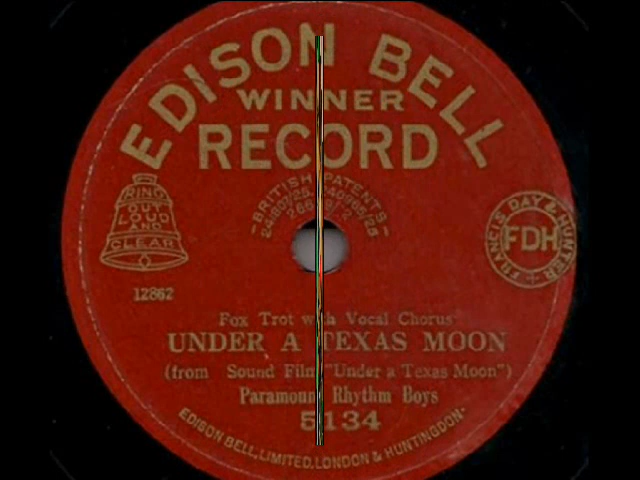 EDISON BELL
WINNER
RECORD
-BRITISH PATENTS-
RING
OUT
LOUD
AND
CLEAR
FRANCIS DAY & HUNTER
FDH
12862
Fox Trot with Vocal Chorus
UNDER A TEXAS MOON
(from Sound Film "Under a Texas Moon")
Paramount Rhythm Boys
5134
EDISON BELL, LIMITED, LONDON & HUNTINGDON.